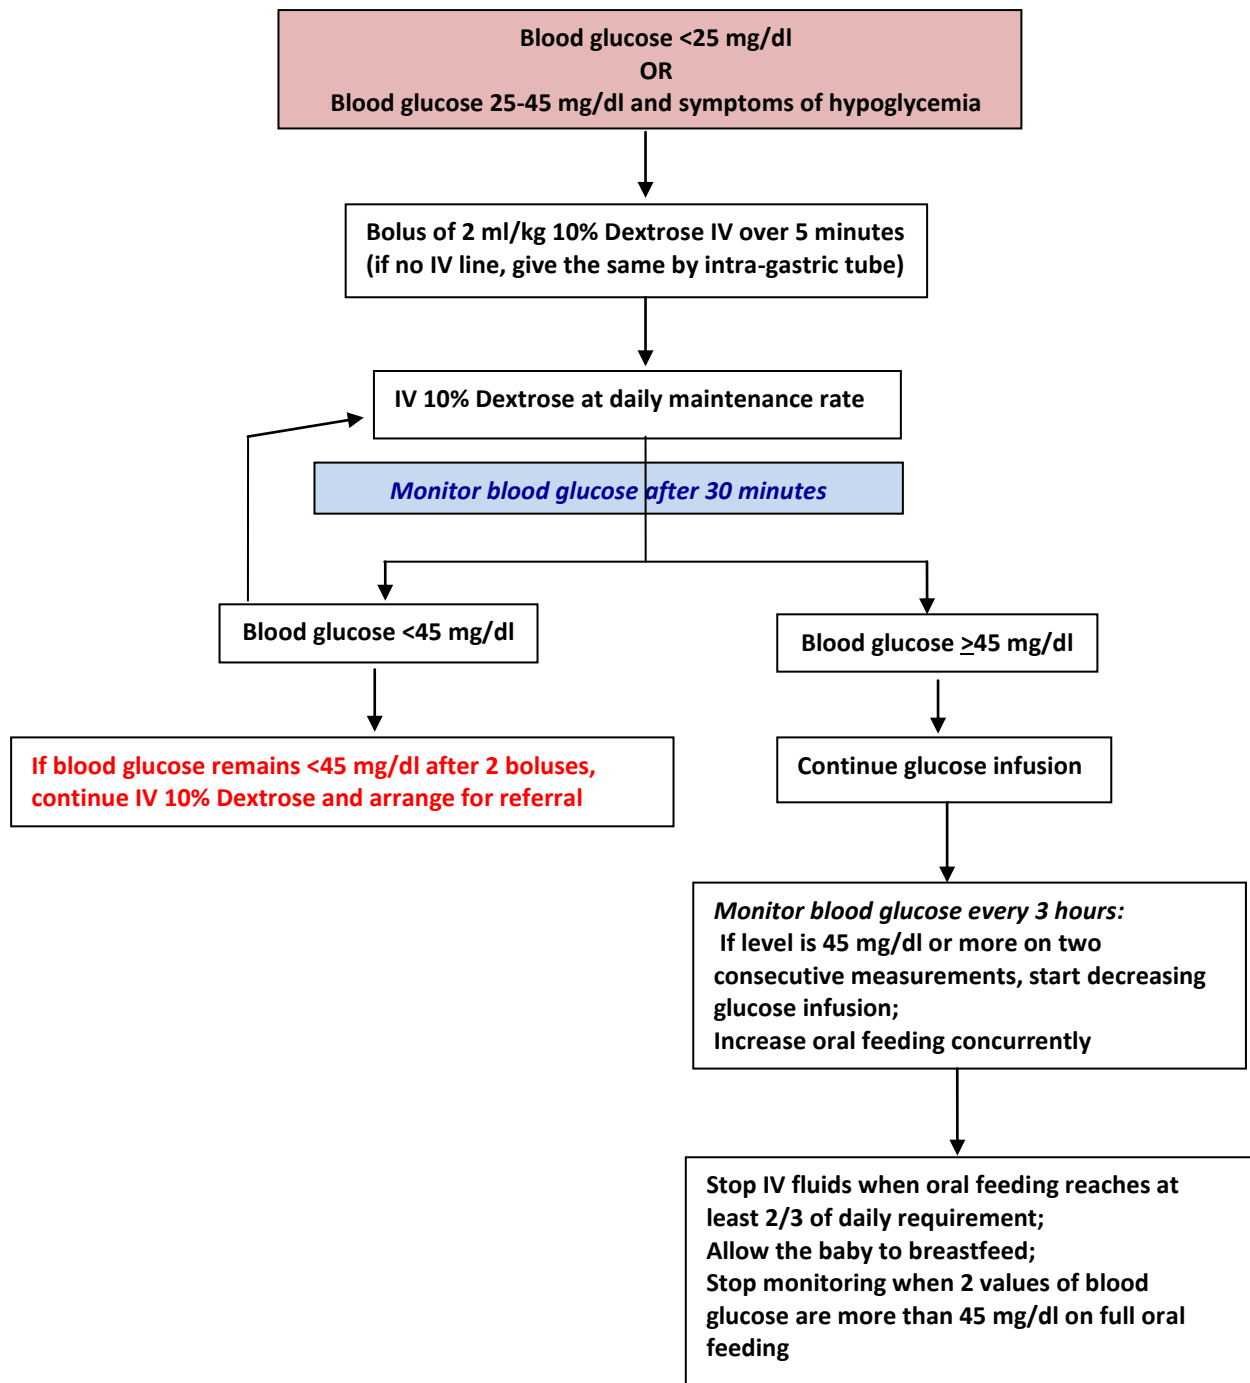 Blood glucose <25 mg/dl
OR
Blood glucose 25-45 mg/dl and symptoms of hypoglycemia
Bolus of 2 ml/kg 10% Dextrose IV over 5 minutes
(if no IV line, give the same by intra-gastric tube)
IV 10% Dextrose at daily maintenance rate
Monitor blood glucose after 30 minutes
Blood glucose <45 mg/dl
Blood glucose ≥45 mg/dl
If blood glucose remains <45 mg/dl after 2 boluses,
continue IV 10% Dextrose and arrange for referral
Continue glucose infusion
Monitor blood glucose every 3 hours:
If level is 45 mg/dl or more on two
consecutive measurements, start decreasing
glucose infusion;
Increase oral feeding concurrently
Stop IV fluids when oral feeding reaches at
least 2/3 of daily requirement;
Allow the baby to breastfeed;
Stop monitoring when 2 values of blood
glucose are more than 45 mg/dl on full oral
feeding